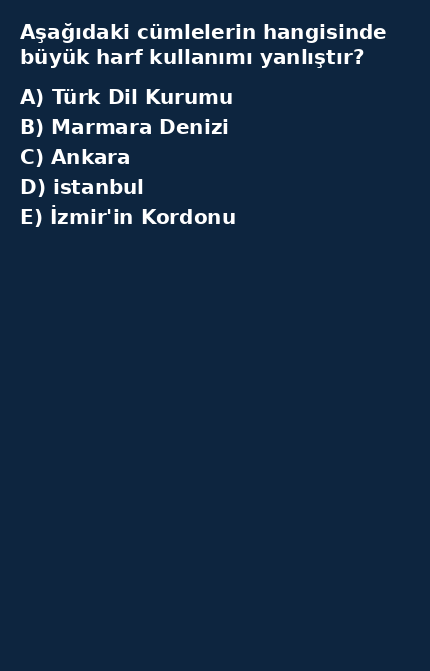 Aşağıdaki cümlelerin hangisinde
büyük harf kullanımı yanlıştır?
A) Türk Dil Kurumu
B) Marmara Denizi
C) Ankara
D) istanbul
E) İzmir'in Kordonu